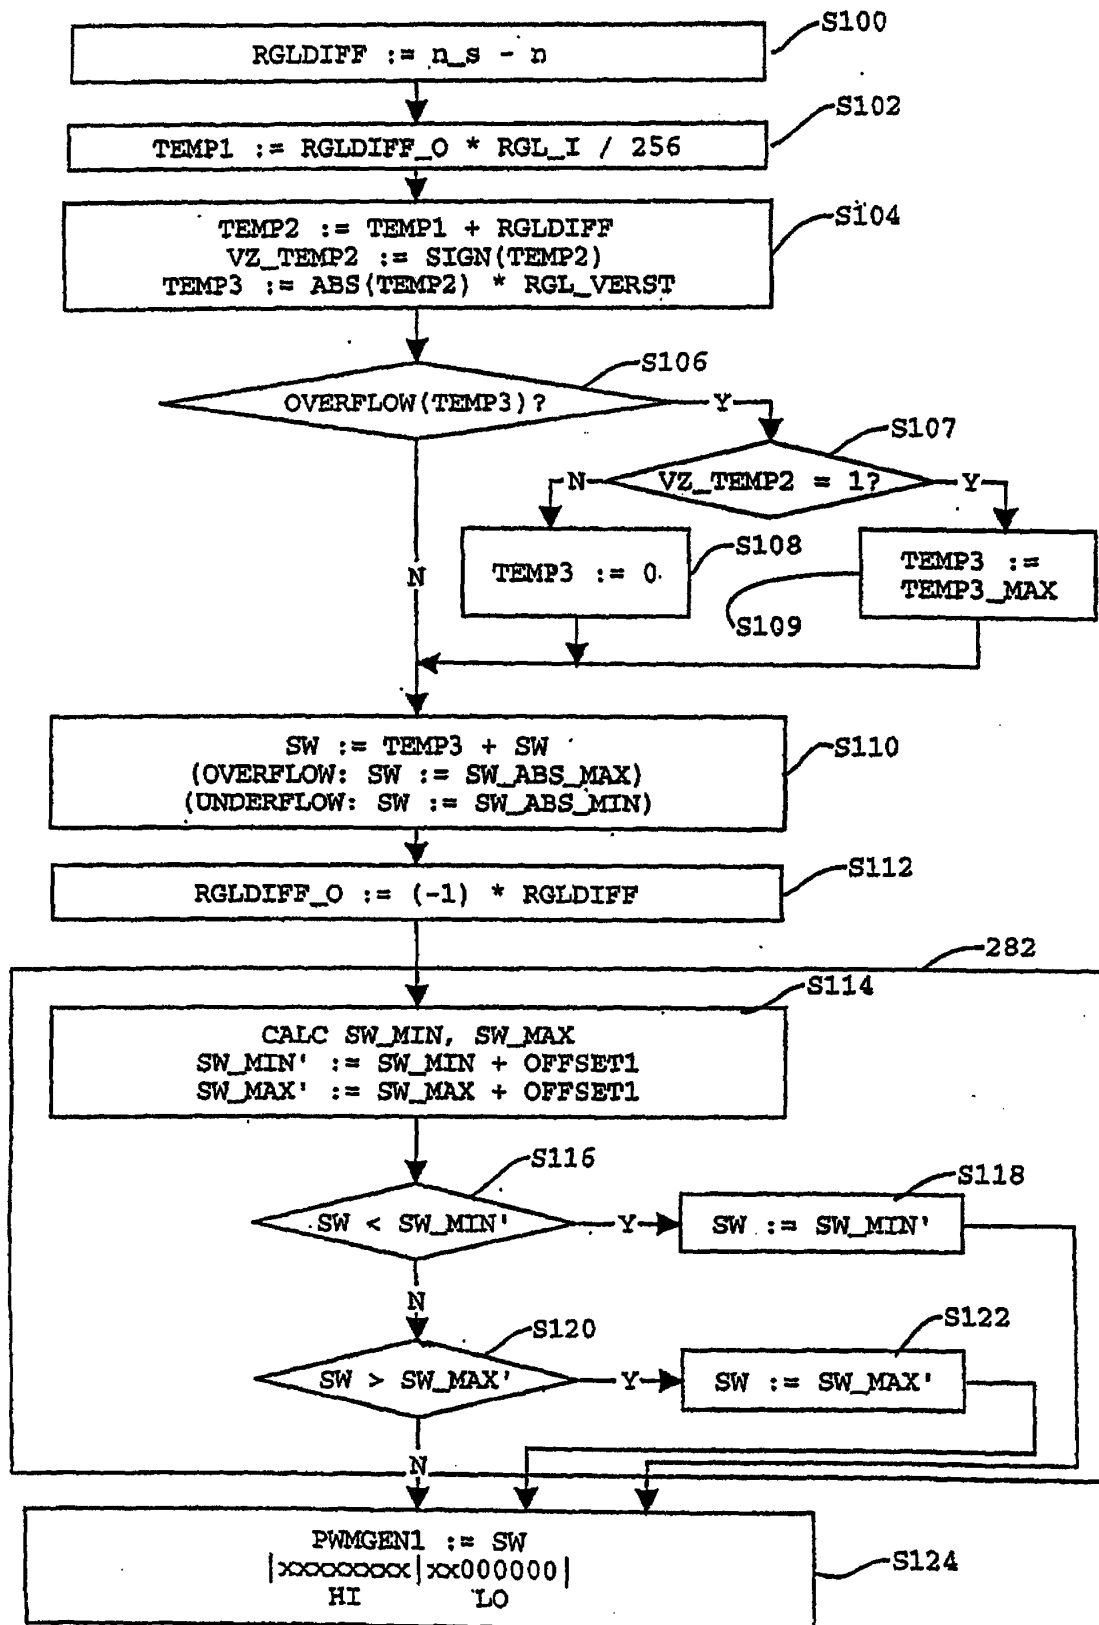 S100
RGLDIFF := n_s - n
S102
TEMP1 := RGLDIFF_O * RGL_I / 256
S104
TEMP2 := TEMP1 + RGLDIFF
VZ_TEMP2 := SIGN(TEMP2)
TEMP3 := ABS(TEMP2) * RGL_VERST
S106
OVERFLOW(TEMP3)?
Y
S107
VZ_TEMP2 = 1?
N
Y
S108
TEMP3 := 0
TEMP3 :=
TEMP3_MAX
N
S109
SW := TEMP3 + SW
(OVERFLOW: SW := SW_ABS_MAX)
(UNDERFLOW: SW := SW_ABS_MIN)
S110
S112
RGLDIFF_O := (-1) * RGLDIFF
282
S114
CALC SW_MIN, SW_MAX
SW_MIN' := SW_MIN + OFFSET1
SW_MAX' := SW_MAX + OFFSET1
S116
SW < SW_MIN'
Y
S118
SW := SW_MIN'
N
S120
SW > SW_MAX'
Y
S122
SW := SW_MAX'
N
PWMGEN1 := SW
|xxxxxxxx|xx000000|
HI LO
S124